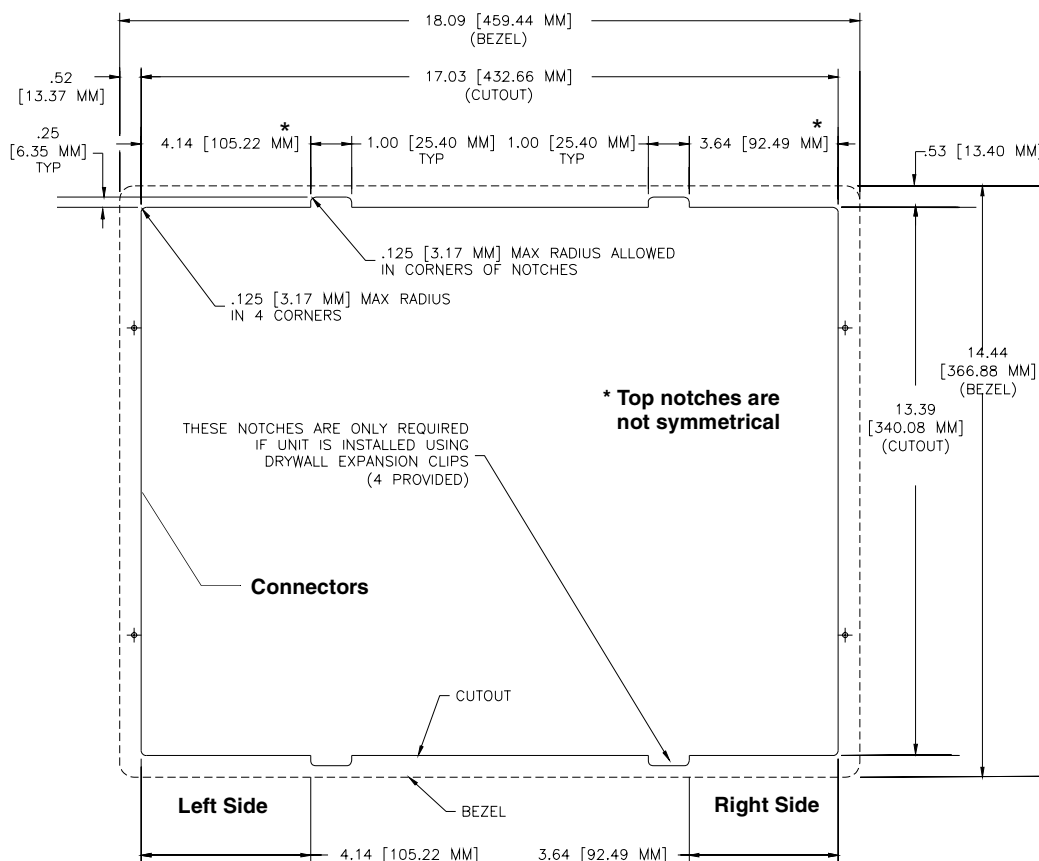 18.09 [459.44 MM]
(BEZEL)
.52
[13.37 MM]
17.03 [432.66 MM]
(CUTOUT)
.25
[6.35 MM]
TYP
4.14 [105.22 MM]
*
1.00 [25.40 MM]
TYP
1.00 [25.40 MM]
TYP
3.64 [92.49 MM]
*
.53 [13.40 MM]
.125 [3.17 MM] MAX RADIUS ALLOWED
IN CORNERS OF NOTCHES
.125 [3.17 MM] MAX RADIUS
IN 4 CORNERS
14.44
[366.88 MM]
(BEZEL)
* Top notches are
not symmetrical
13.39
[340.08 MM]
(CUTOUT)
THESE NOTCHES ARE ONLY REQUIRED
IF UNIT IS INSTALLED USING
DRYWALL EXPANSION CLIPS
(4 PROVIDED)
Connectors
CUTOUT
Left Side
BEZEL
Right Side
4.14 [105.22 MM]
3.64 [92.49 MM]